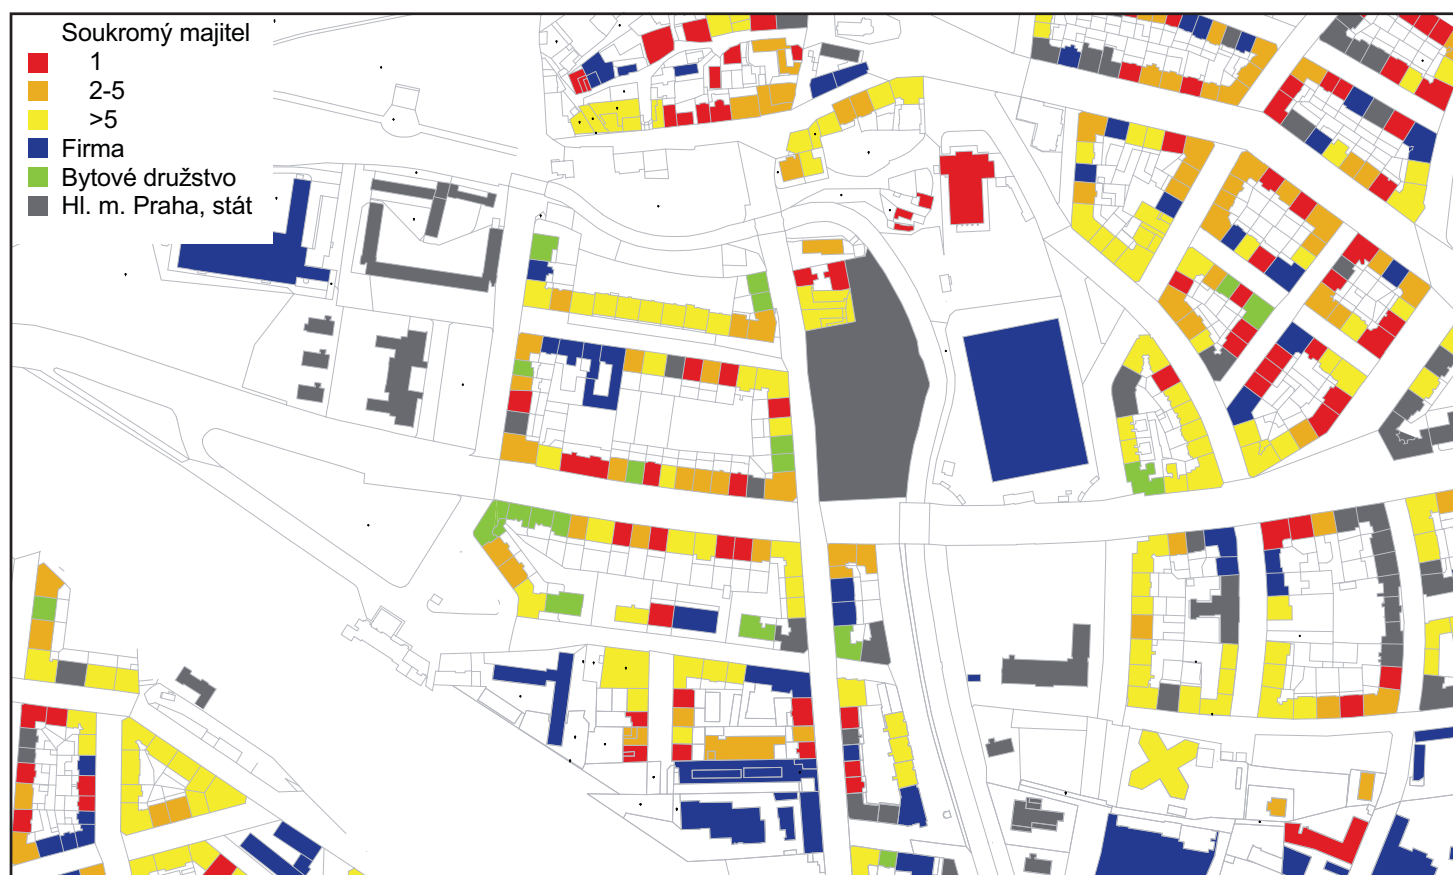 Soukromý majitel
1
2-5
>5
Firma
Bytové družstvo
Hl. m. Praha, stát